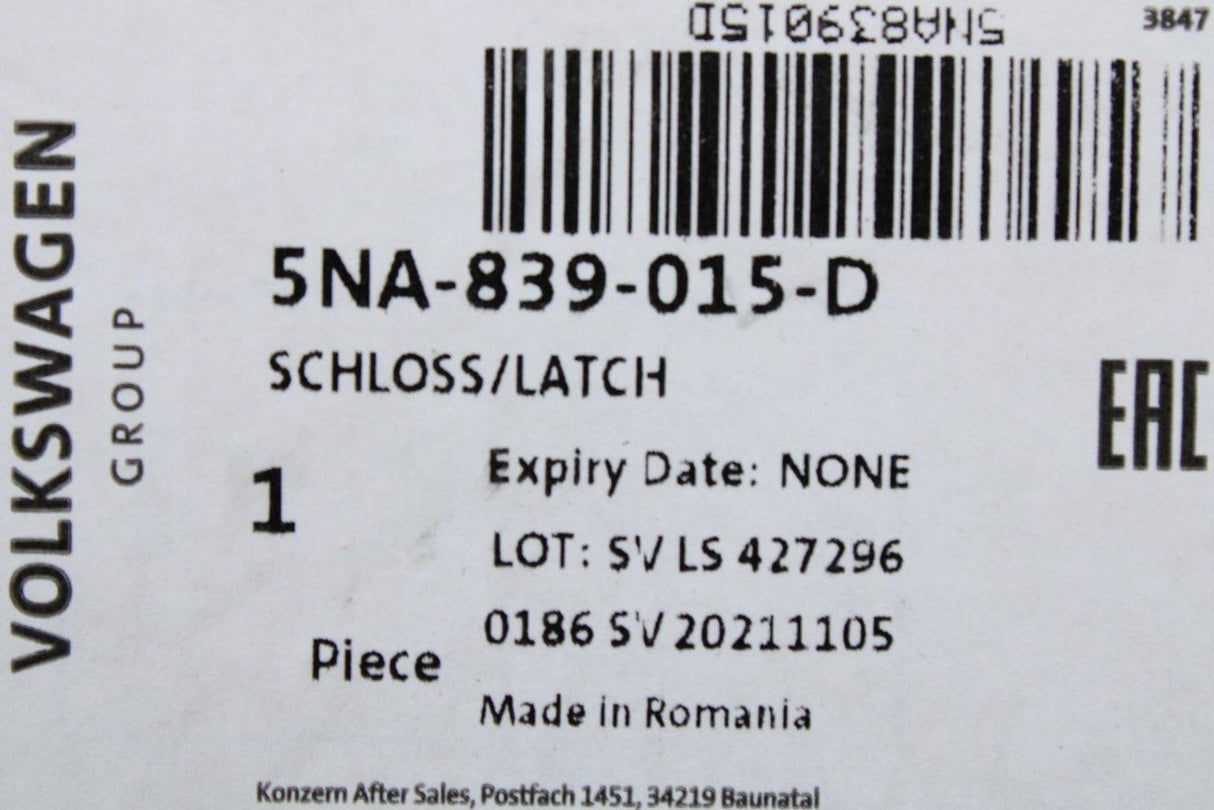 5NA839015D
3847
VOLKSWAGEN
GROUP
5NA-839-015-D
SCHLOSS/LATCH
EAC
1
Piece
Expiry Date: NONE
LOT: SV LS 427296
0186 SV 20211105
Made in Romania
Konzern After Sales, Postfach 1451, 34219 Baunatal